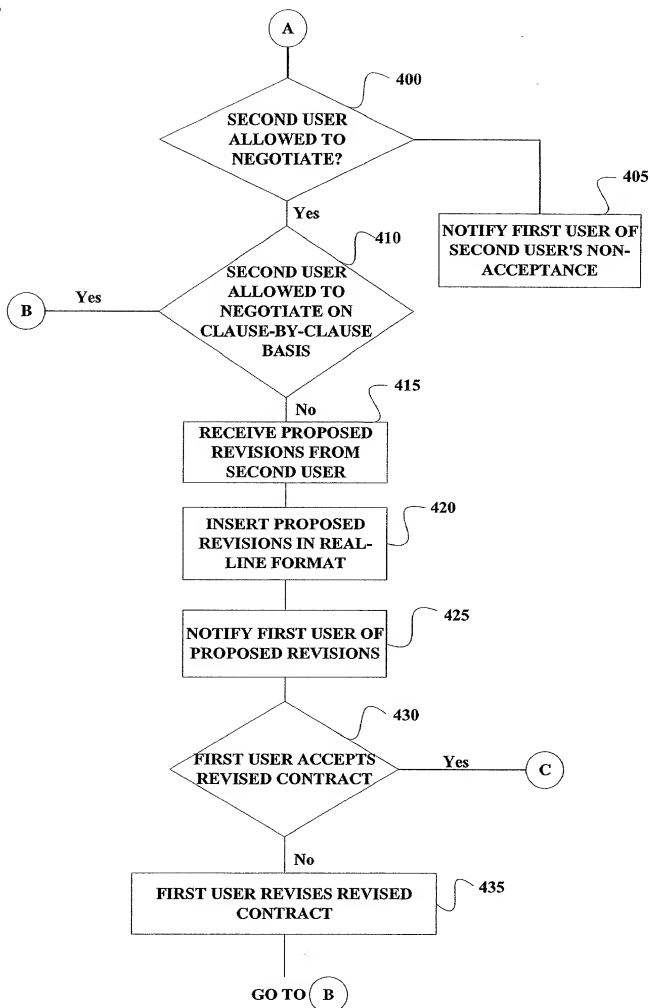 A
400
SECOND USER
ALLOWED TO
NEGOTIATE?
405
NOTIFY FIRST USER OF
SECOND USER'S NON-
ACCEPTANCE
Yes
410
SECOND USER
ALLOWED TO
NEGOTIATE ON
CLAUSE-BY-CLAUSE
BASIS
Yes
B
No
415
RECEIVE PROPOSED
REVISIONS FROM
SECOND USER
420
INSERT PROPOSED
REVISIONS IN REAL-
LINE FORMAT
425
NOTIFY FIRST USER OF
PROPOSED REVISIONS
430
FIRST USER ACCEPTS
REVISED CONTRACT
Yes
C
No
435
FIRST USER REVISES REVISED
CONTRACT
GO TO B